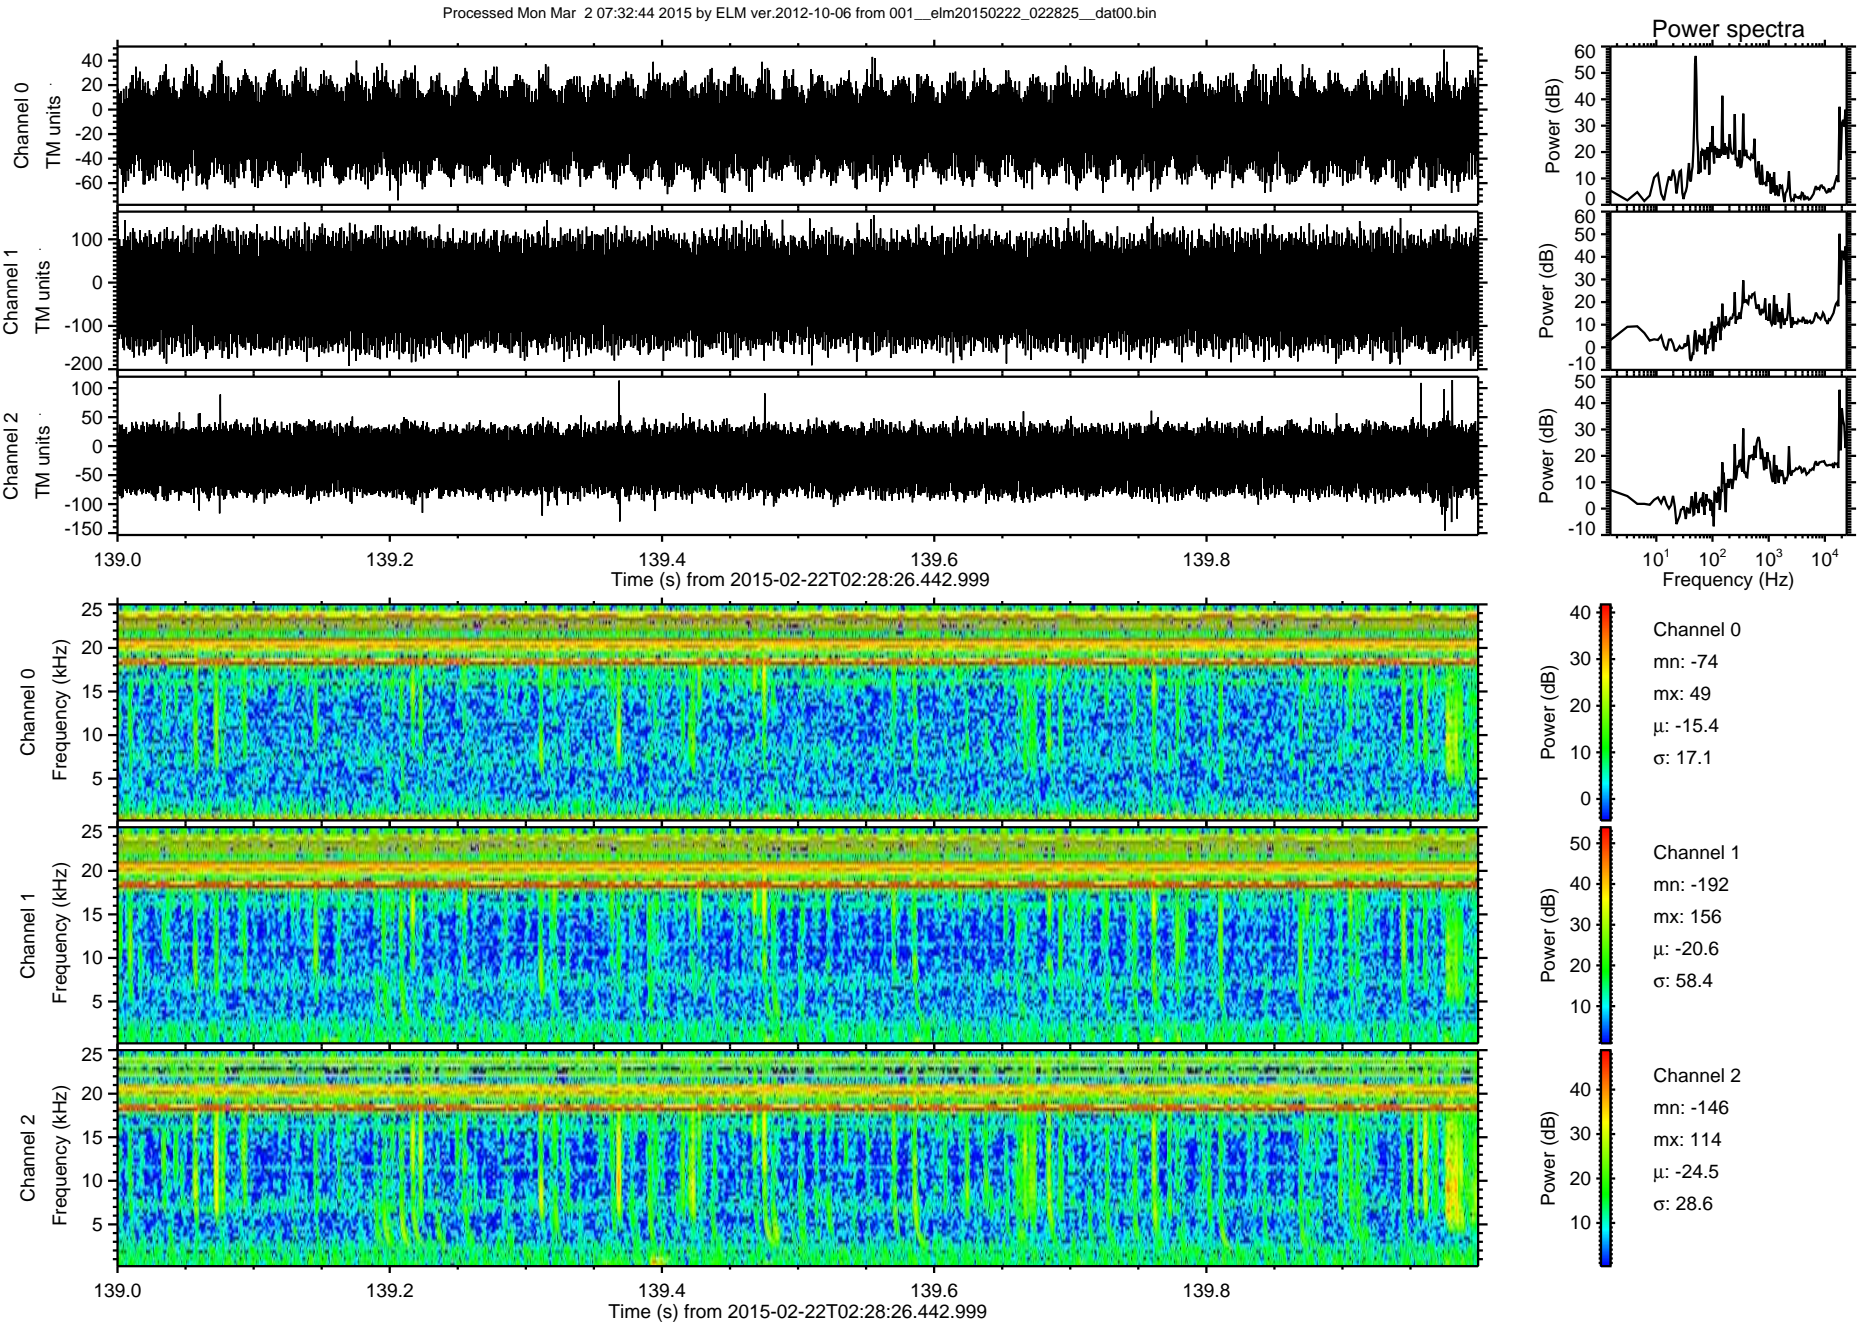 Processed Mon Mar  2 07:32:44 2015 by ELM ver.2012-10-06 from 001__elm20150222_022825__dat00.bin
Power spectra
Channel 0
TM units
40
20
0
-20
-40
-60
Power (dB)
60
50
40
30
20
10
0
Channel 1
TM units
100
0
-100
-200
Power (dB)
60
50
40
30
20
10
0
-10
Channel 2
TM units
100
50
0
-50
-100
-150
Power (dB)
50
40
30
20
10
0
-10
139.0 139.2 139.4 139.6 139.8
Time (s) from 2015-02-22T02:28:26.442.999
10¹ 10² 10³ 10⁴
Frequency (Hz)
Channel 0
Frequency (kHz)
25
20
15
10
5
Power (dB)
40
30
20
10
0
Channel 0
mn: -74
mx: 49
µ: -15.4
σ: 17.1
Channel 1
Frequency (kHz)
25
20
15
10
5
Power (dB)
50
40
30
20
10
Channel 1
mn: -192
mx: 156
µ: -20.6
σ: 58.4
Channel 2
Frequency (kHz)
25
20
15
10
5
Power (dB)
40
30
20
10
Channel 2
mn: -146
mx: 114
µ: -24.5
σ: 28.6
139.0 139.2 139.4 139.6 139.8
Time (s) from 2015-02-22T02:28:26.442.999